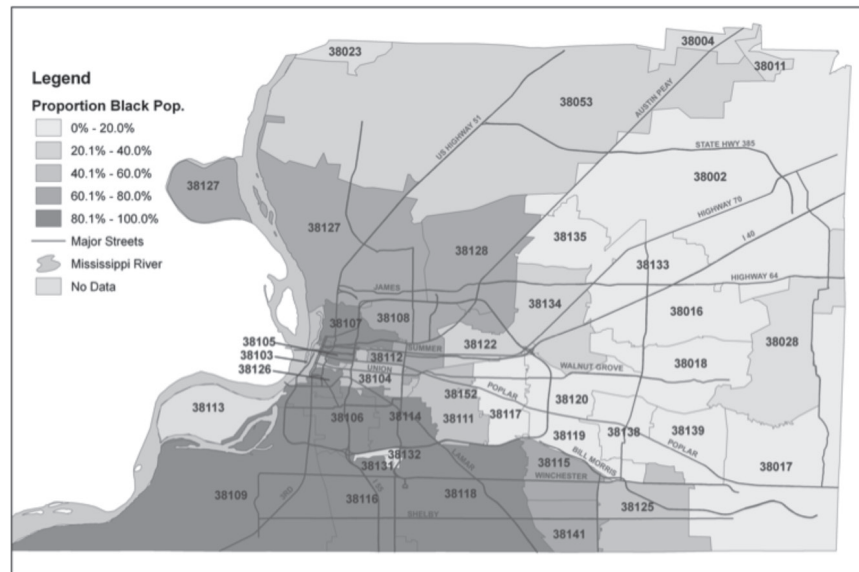 Legend
Proportion Black Pop.
0% - 20.0%
20.1% - 40.0%
40.1% - 60.0%
60.1% - 80.0%
80.1% - 100.0%
Major Streets
Mississippi River
No Data
38023
38004
38011
38053
AUSTIN PEAY
US HIGHWAY 51
STATE HWY 385
38002
38127
HIGHWAY 70
I 40
38127
38128
38135
38133
HIGHWAY 64
JAMES
38134
38016
38107
38108
38028
38105
SUMMER
38122
38103
38112
38018
38126
UNION
38104
WALNUT GROVE
POPLAR
38152
38120
38113
38106
38114
38111
38117
38119
38138
38139
POPLAR
38132
38131
LAMAR
38115
BILL MORRIS
38017
WINCHESTER
38109
I 55
38116
38118
38125
SHELBY
38141